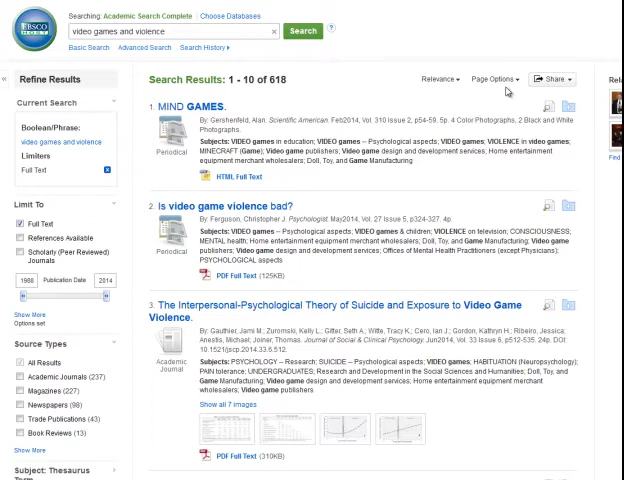 Searching: Academic Search Complete | Choose Databases
EBSCO
HOST
video games and violence × Search ?
Basic Search Advanced Search Search History
« Refine Results
Search Results: 1 - 10 of 618
Relevance Page Options Share
Current Search
Boolean/Phrase:
video games and violence
Limiters
Full Text x
Limit To
Full Text
References Available
Scholarly (Peer Reviewed)
Journals
1988 Publication Date 2014
Show More
Options set
Source Types
All Results
Academic Journals (237)
Magazines (227)
Newspapers (98)
Trade Publications (43)
Book Reviews (13)
Show More
Subject: Thesaurus
Term
1. MIND GAMES.
Periodical
By: Gershenfeld, Alan. Scientific American. Feb2014, Vol. 310 Issue 2, p54-59. 5p. 4 Color Photographs, 2 Black and White
Photographs.
Subjects: VIDEO games in education; VIDEO games -- Psychological aspects; VIDEO games; VIOLENCE in video games;
MINECRAFT (Game); Video game publishers; Video game design and development services; Home entertainment
equipment merchant wholesalers; Doll, Toy, and Game Manufacturing
HTML Full Text
2. Is video game violence bad?
Periodical
By: Ferguson, Christopher J. Psychologist. May2014, Vol. 27 Issue 5, p324-327. 4p.
Subjects: VIDEO games -- Psychological aspects; VIDEO games & children; VIOLENCE on television; CONSCIOUSNESS;
MENTAL health; Home entertainment equipment merchant wholesalers; Doll, Toy, and Game Manufacturing; Video game
publishers; Video game design and development services; Offices of Mental Health Practitioners (except Physicians);
PSYCHOLOGICAL aspects
PDF Full Text (125KB)
3. The Interpersonal-Psychological Theory of Suicide and Exposure to Video Game
Violence.
Academic
Journal
By: Gauthier, Jami M.; Zuromski, Kelly L.; Gitter, Seth A.; Witte, Tracy K.; Cero, Ian J.; Gordon, Kathryn H.; Ribeiro, Jessica;
Anestis, Michael; Joiner, Thomas. Journal of Social & Clinical Psychology. Jun2014, Vol. 33 Issue 6, p512-535. 24p. DOI:
10.1521/jscp.2014.33.6.512.
Subjects: PSYCHOLOGY -- Research; SUICIDE -- Psychological aspects; VIDEO games; HABITUATION (Neuropsychology);
PAIN tolerance; UNDERGRADUATES; Research and Development in the Social Sciences and Humanities; Doll, Toy, and
Game Manufacturing; Video game design and development services; Home entertainment equipment merchant
wholesalers; Video game publishers
Show all 7 images
PDF Full Text (310KB)
Rel
Find